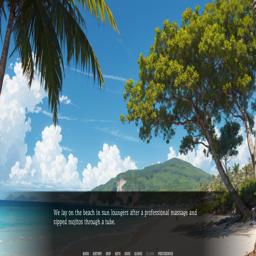 We lay on the beach in sun loungers after a professional massage and
sipped mojitos through a tube.